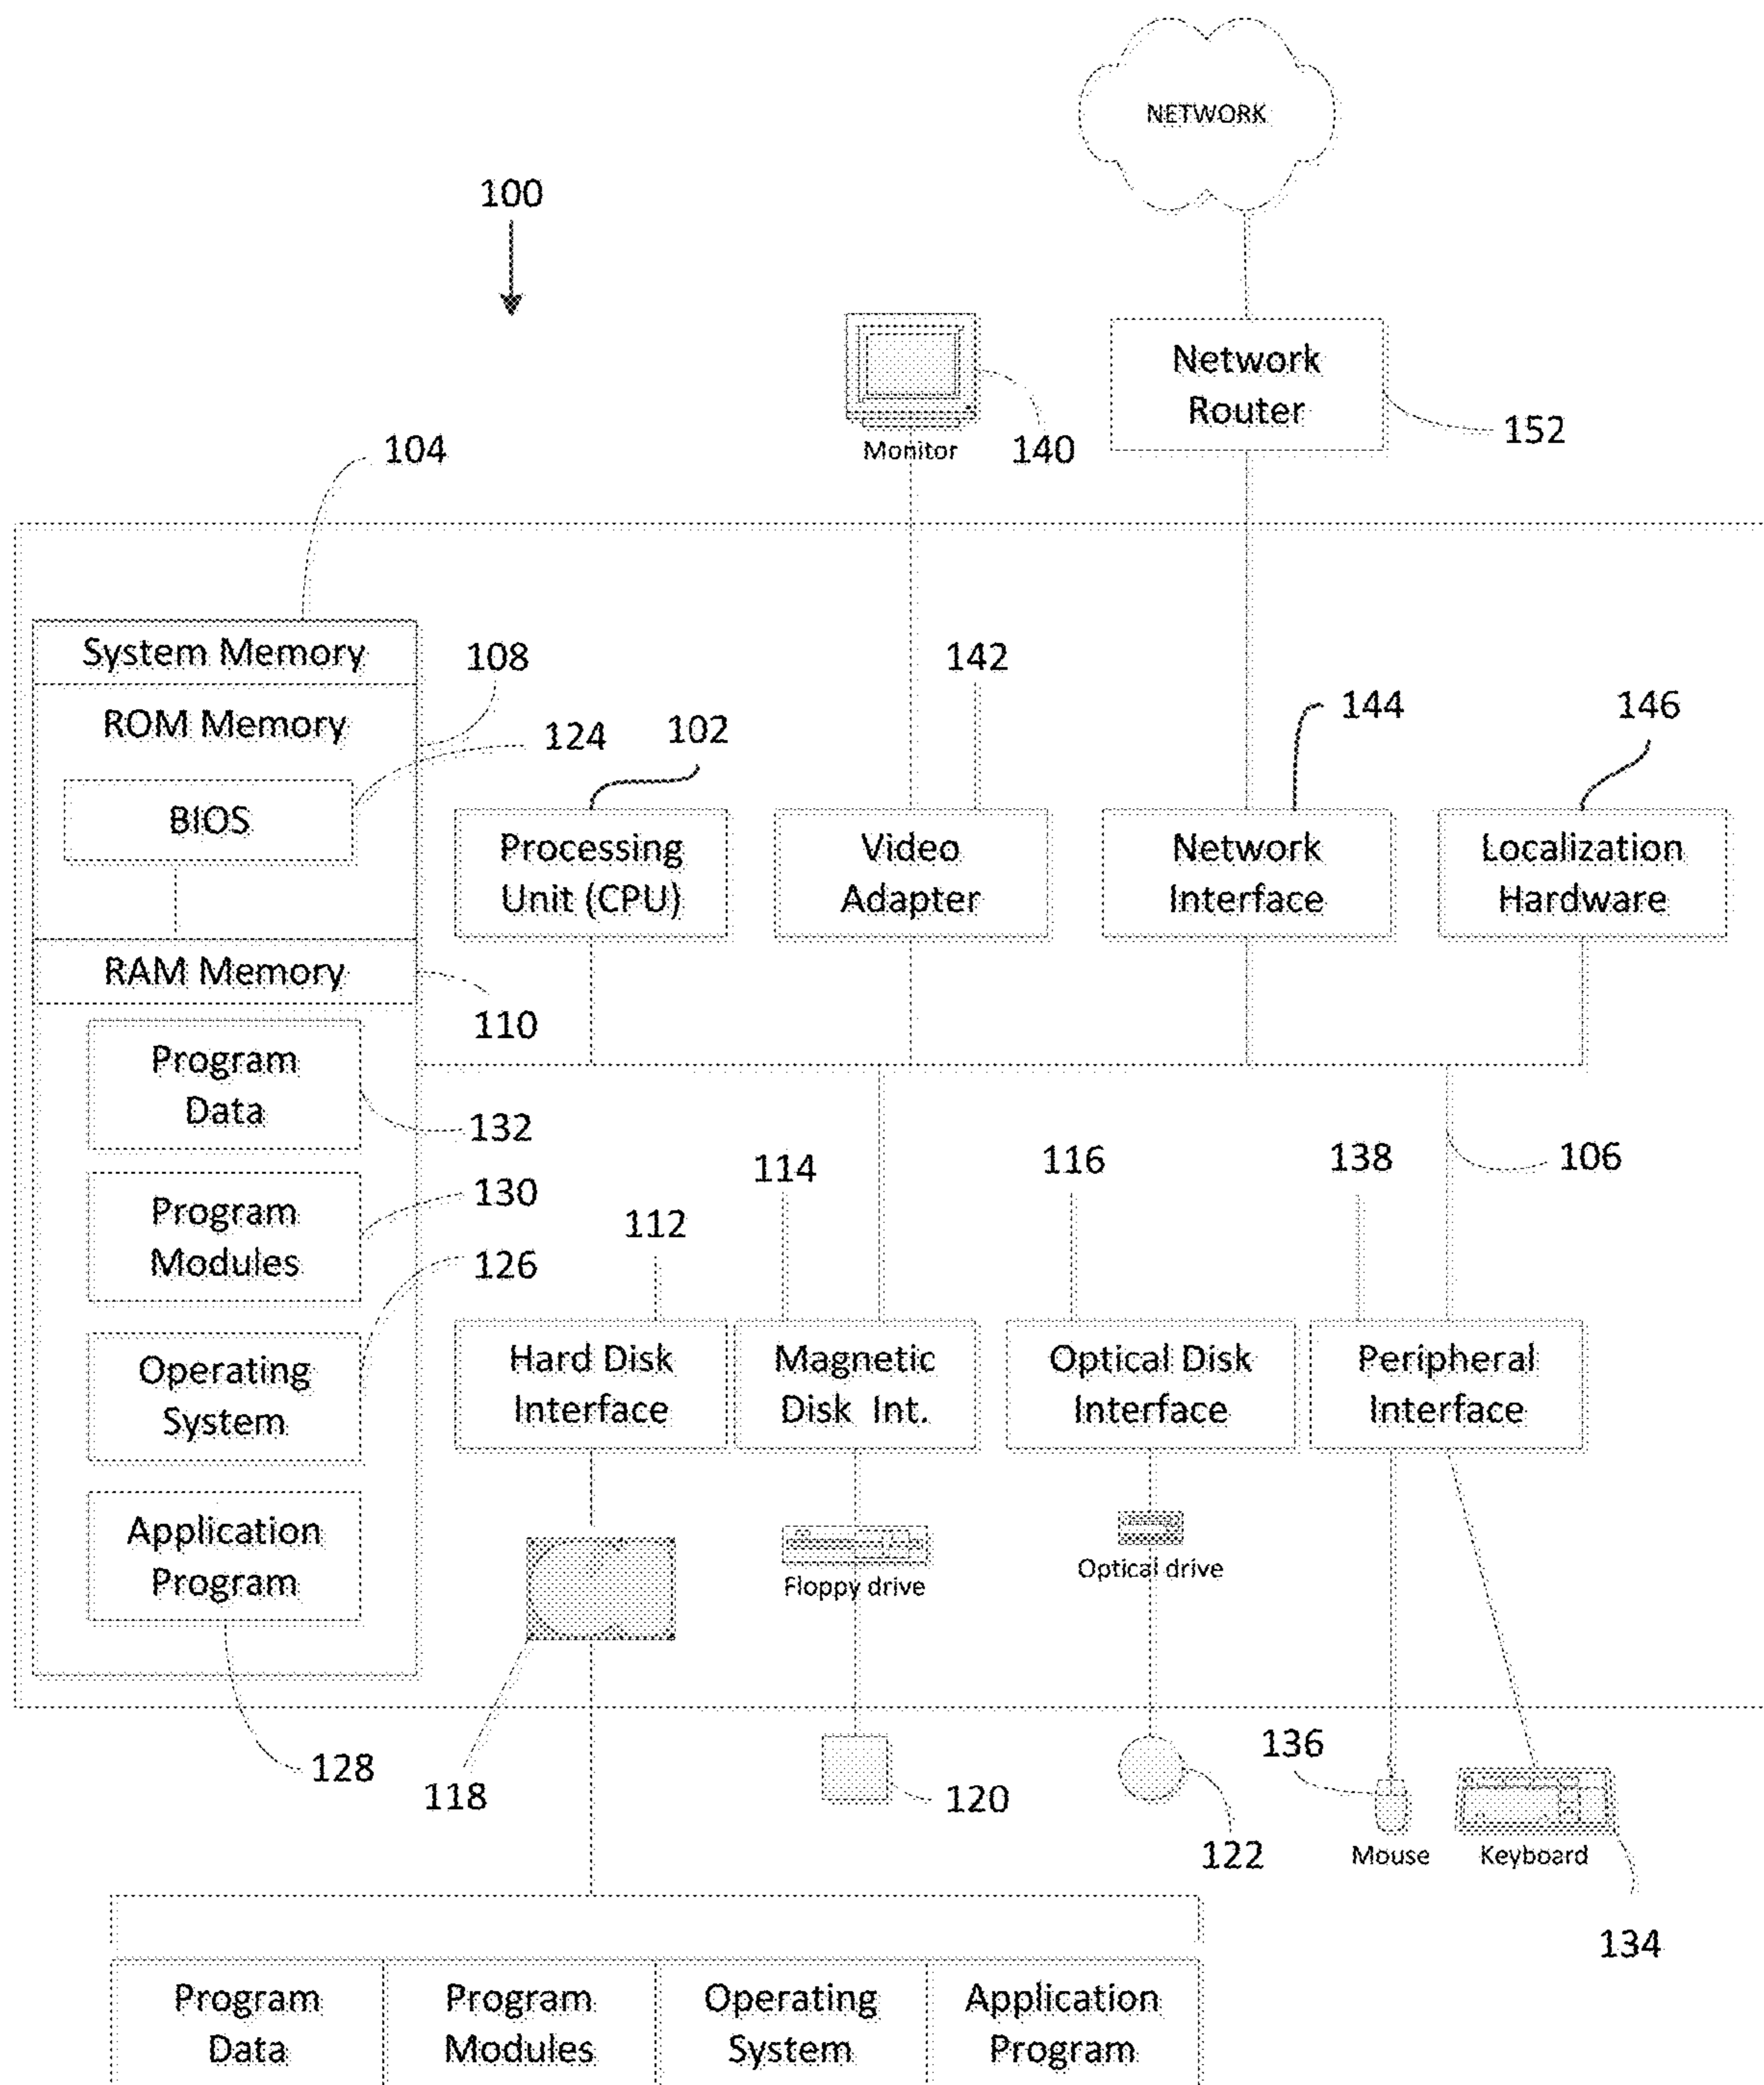 NETWORK
100
Network
Router
152
Monitor
140
104
System Memory
108
142
ROM Memory
124
102
144
146
BIOS
Processing
Unit (CPU)
Video
Adapter
Network
Interface
Localization
Hardware
RAM Memory
110
Program
Data
132
114
116
138
106
130
Program
Modules
112
126
Operating
System
Hard Disk
Interface
Magnetic
Disk Int.
Optical Disk
Interface
Peripheral
Interface
Application
Program
Floppy drive
Optical drive
128
118
120
122
136
Mouse
Keyboard
134
Program
Data
Program
Modules
Operating
System
Application
Program